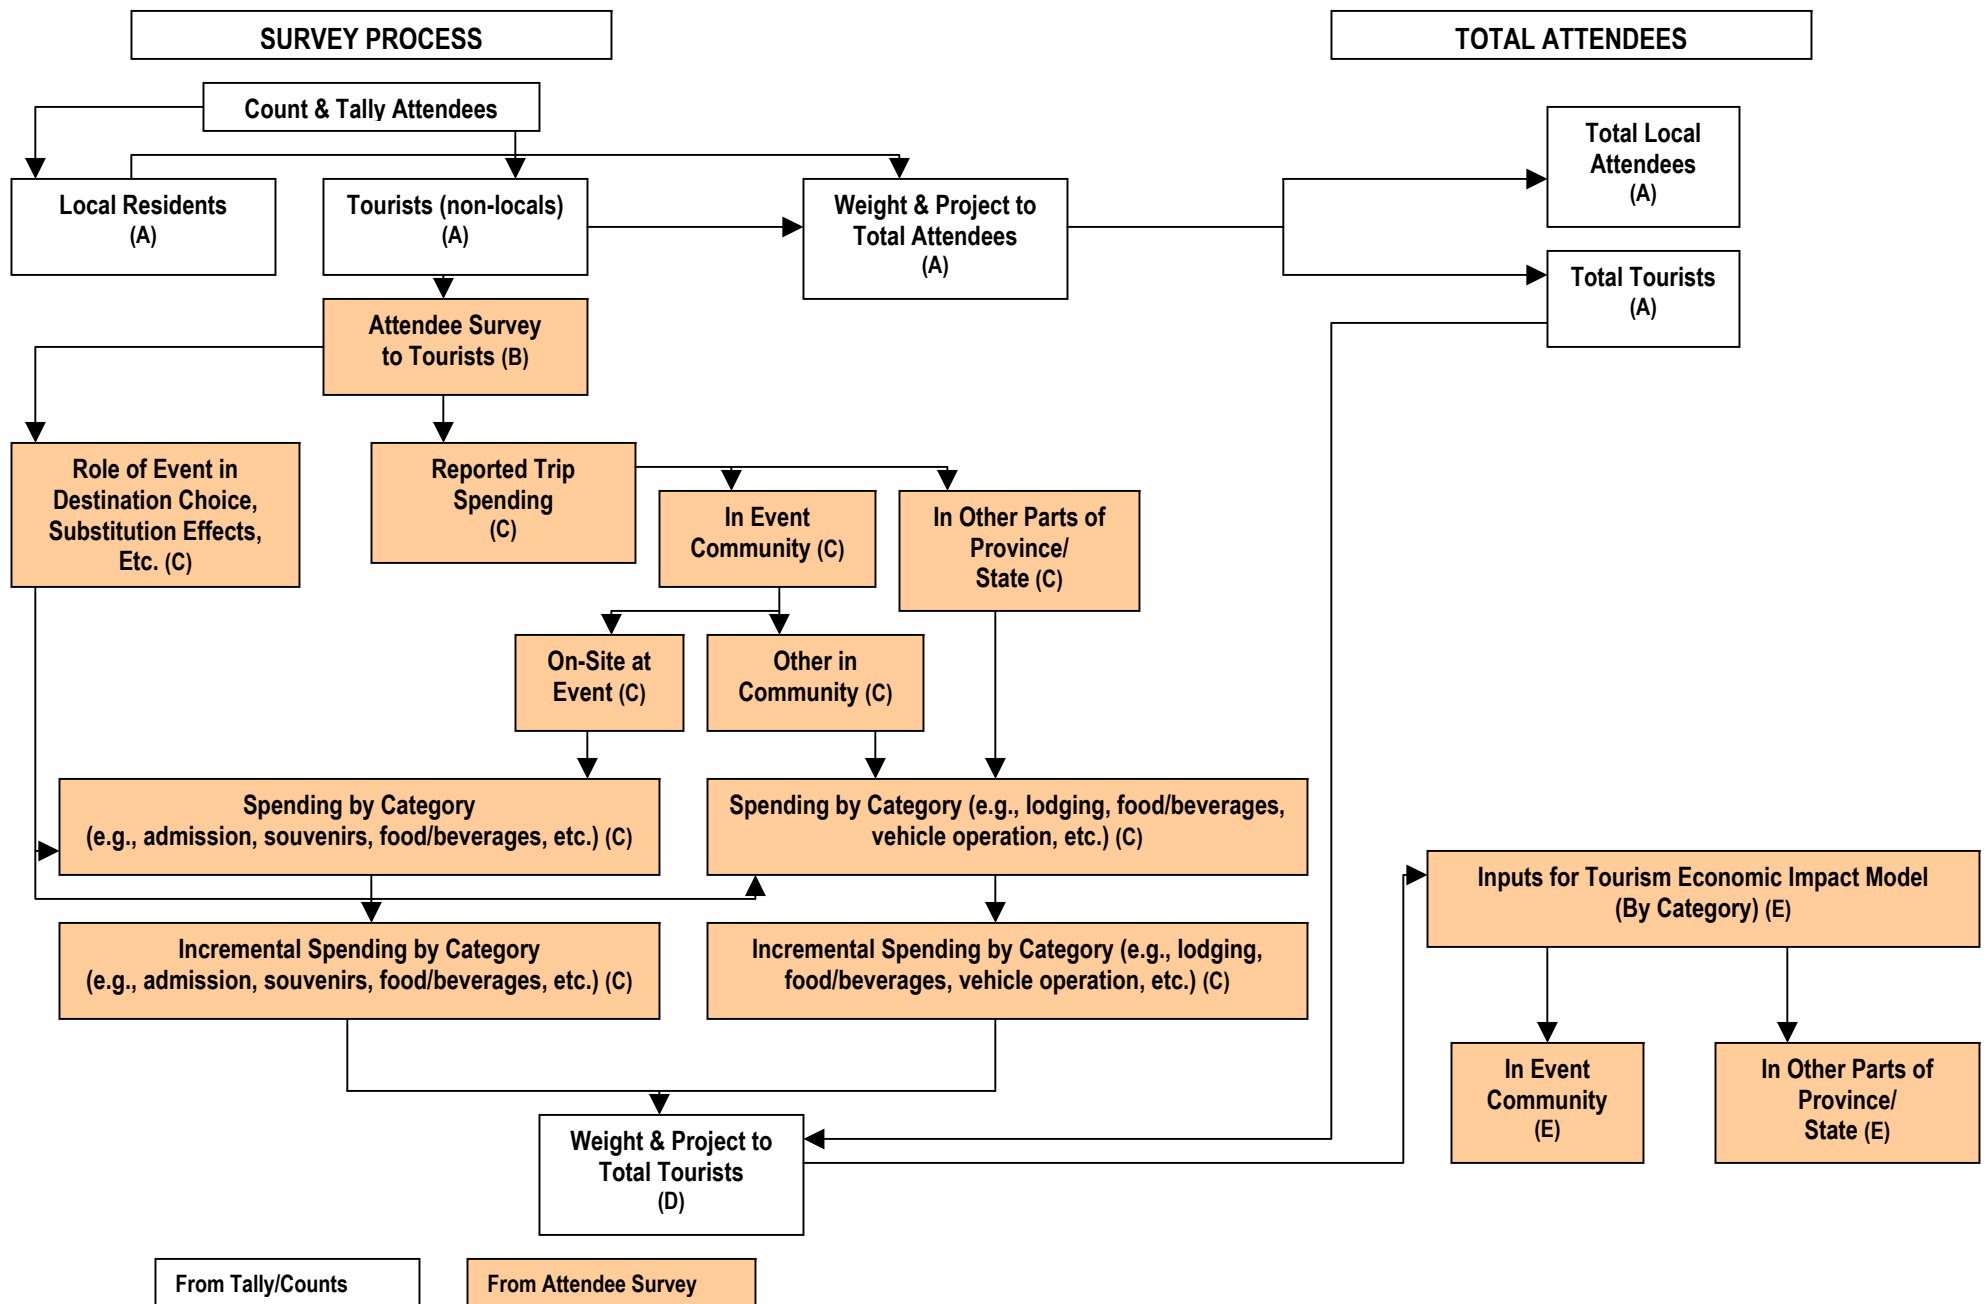 SURVEY PROCESS
TOTAL ATTENDEES
Count & Tally Attendees
Local Residents
(A)
Tourists (non-locals)
(A)
Weight & Project to
Total Attendees
(A)
Total Local
Attendees
(A)
Total Tourists
(A)
Attendee Survey
to Tourists (B)
Role of Event in
Destination Choice,
Substitution Effects,
Etc. (C)
Reported Trip
Spending
(C)
In Event
Community (C)
In Other Parts of
Province/
State (C)
On-Site at
Event (C)
Other in
Community (C)
Spending by Category
(e.g., admission, souvenirs, food/beverages, etc.) (C)
Spending by Category (e.g., lodging, food/beverages,
vehicle operation, etc.) (C)
Incremental Spending by Category
(e.g., admission, souvenirs, food/beverages, etc.) (C)
Incremental Spending by Category (e.g., lodging,
food/beverages, vehicle operation, etc.) (C)
Inputs for Tourism Economic Impact Model
(By Category) (E)
In Event
Community
(E)
In Other Parts of
Province/
State (E)
Weight & Project to
Total Tourists
(D)
From Tally/Counts
From Attendee Survey